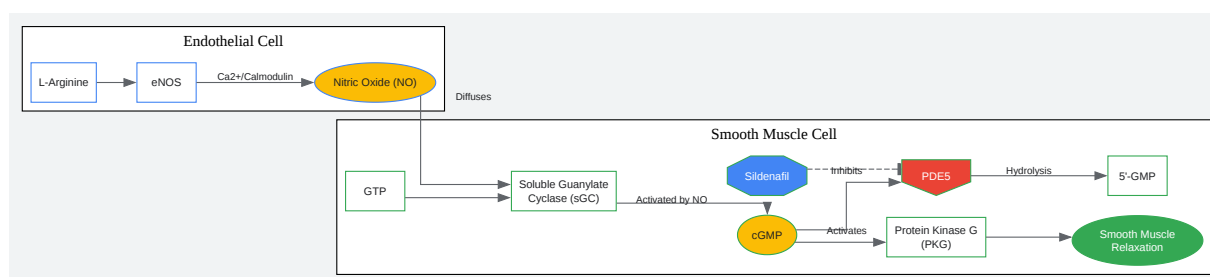 Endothelial Cell
L-Arginine
eNOS
Ca2+/Calmodulin
Nitric Oxide (NO)
Diffuses
Smooth Muscle Cell
GTP
Soluble Guanylate
Cyclase (sGC)
Activated by NO
Sildenafil
Inhibits
PDE5
Hydrolysis
5'-GMP
cGMP
Activates
Protein Kinase G
(PKG)
Smooth Muscle
Relaxation